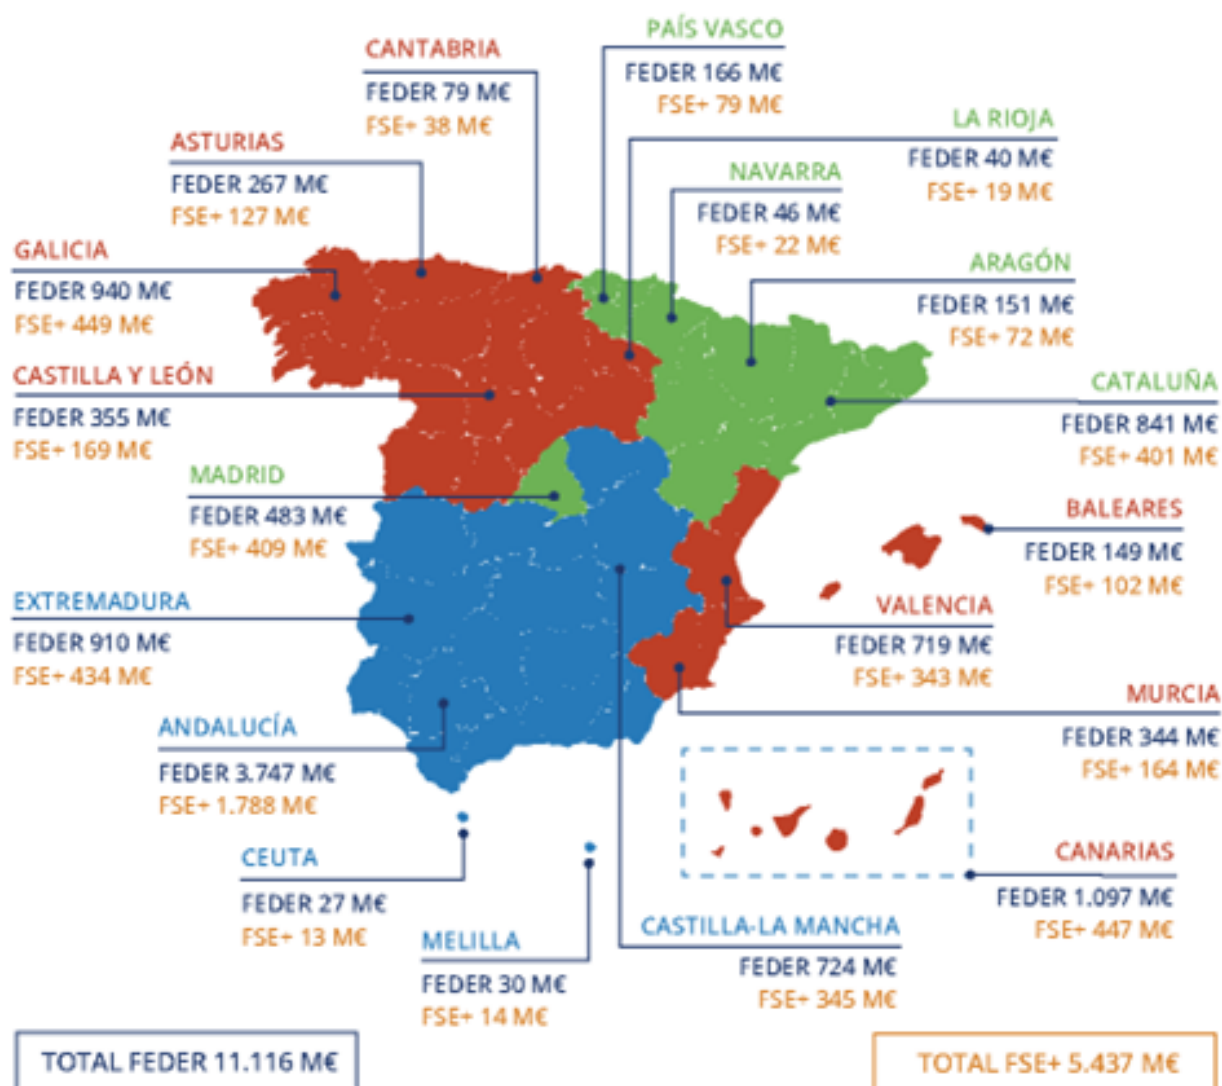 PAÍS VASCO
FEDER 166 M€
FSE+ 79 M€
CANTABRIA
FEDER 79 M€
FSE+ 38 M€
LA RIOJA
FEDER 40 M€
FSE+ 19 M€
ASTURIAS
FEDER 267 M€
FSE+ 127 M€
NAVARRA
FEDER 46 M€
FSE+ 22 M€
GALICIA
FEDER 940 M€
FSE+ 449 M€
ARAGÓN
FEDER 151 M€
FSE+ 72 M€
CASTILLA Y LEÓN
FEDER 355 M€
FSE+ 169 M€
CATALUÑA
FEDER 841 M€
FSE+ 401 M€
MADRID
FEDER 483 M€
FSE+ 409 M€
BALEARES
FEDER 149 M€
FSE+ 102 M€
EXTREMADURA
FEDER 910 M€
FSE+ 434 M€
VALENCIA
FEDER 719 M€
FSE+ 343 M€
MURCIA
FEDER 344 M€
FSE+ 164 M€
ANDALUCÍA
FEDER 3.747 M€
FSE+ 1.788 M€
CEUTA
FEDER 27 M€
FSE+ 13 M€
CANARIAS
FEDER 1.097 M€
FSE+ 447 M€
MELILLA
FEDER 30 M€
FSE+ 14 M€
CASTILLA-LA MANCHA
FEDER 724 M€
FSE+ 345 M€
TOTAL FEDER 11.116 M€
TOTAL FSE+ 5.437 M€